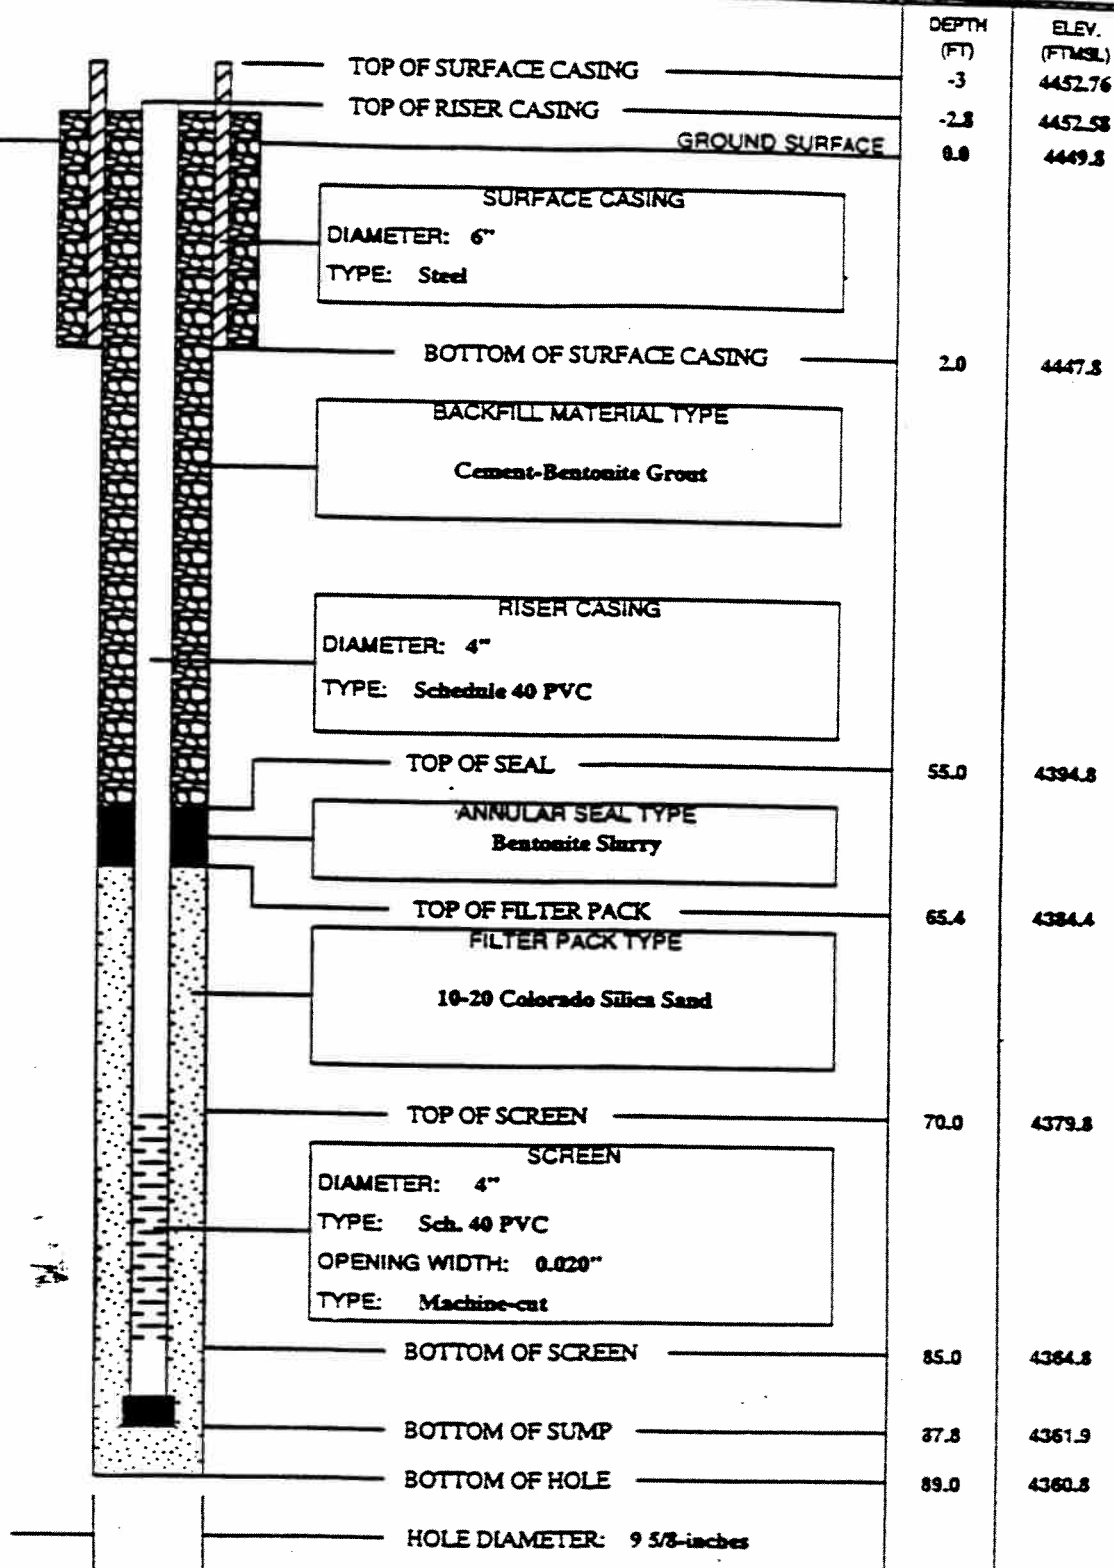 DEPTH ELEV.
(FT) (FTMSL)
TOP OF SURFACE CASING -3 4452.76
TOP OF RISER CASING -2.8 4452.58
GROUND SURFACE 0.0 4449.8
SURFACE CASING
DIAMETER: 6"
TYPE: Steel
BOTTOM OF SURFACE CASING 2.0 4447.8
BACKFILL MATERIAL TYPE
Cement-Bentonite Grout
RISER CASING
DIAMETER: 4"
TYPE: Schedule 40 PVC
TOP OF SEAL 55.0 4394.8
ANNULAR SEAL TYPE
Bentonite Slurry
TOP OF FILTER PACK 65.4 4384.4
FILTER PACK TYPE
10-20 Colorado Silica Sand
TOP OF SCREEN 70.0 4379.8
SCREEN
DIAMETER: 4"
TYPE: Sch. 40 PVC
OPENING WIDTH: 0.020"
TYPE: Machine-cut
BOTTOM OF SCREEN 85.0 4364.8
BOTTOM OF SUMP 87.8 4361.9
BOTTOM OF HOLE 89.0 4360.8
HOLE DIAMETER: 9 5/8-inches